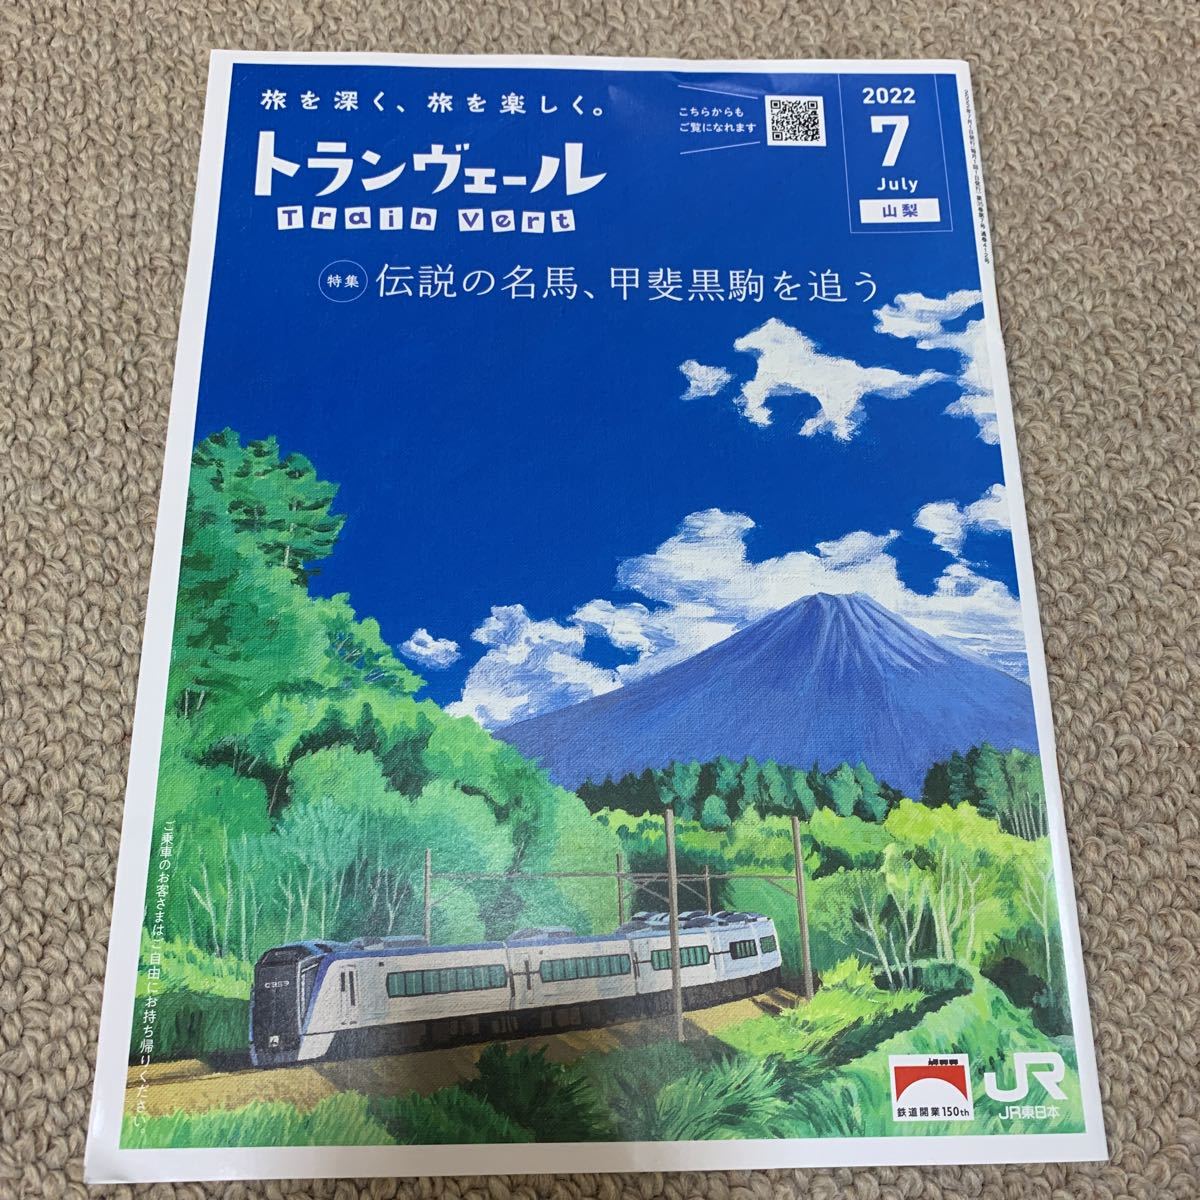 旅を深く、旅を楽しく。
トランヴェール
Train Vert
こちらからも
ご覧になれます
2022
7
July
山梨
特集 伝説の名馬、甲斐黒駒を追う
ご乗車のお客さまはご自由にお持ち帰りください。
鉄道開業150th
JR
JR東日本